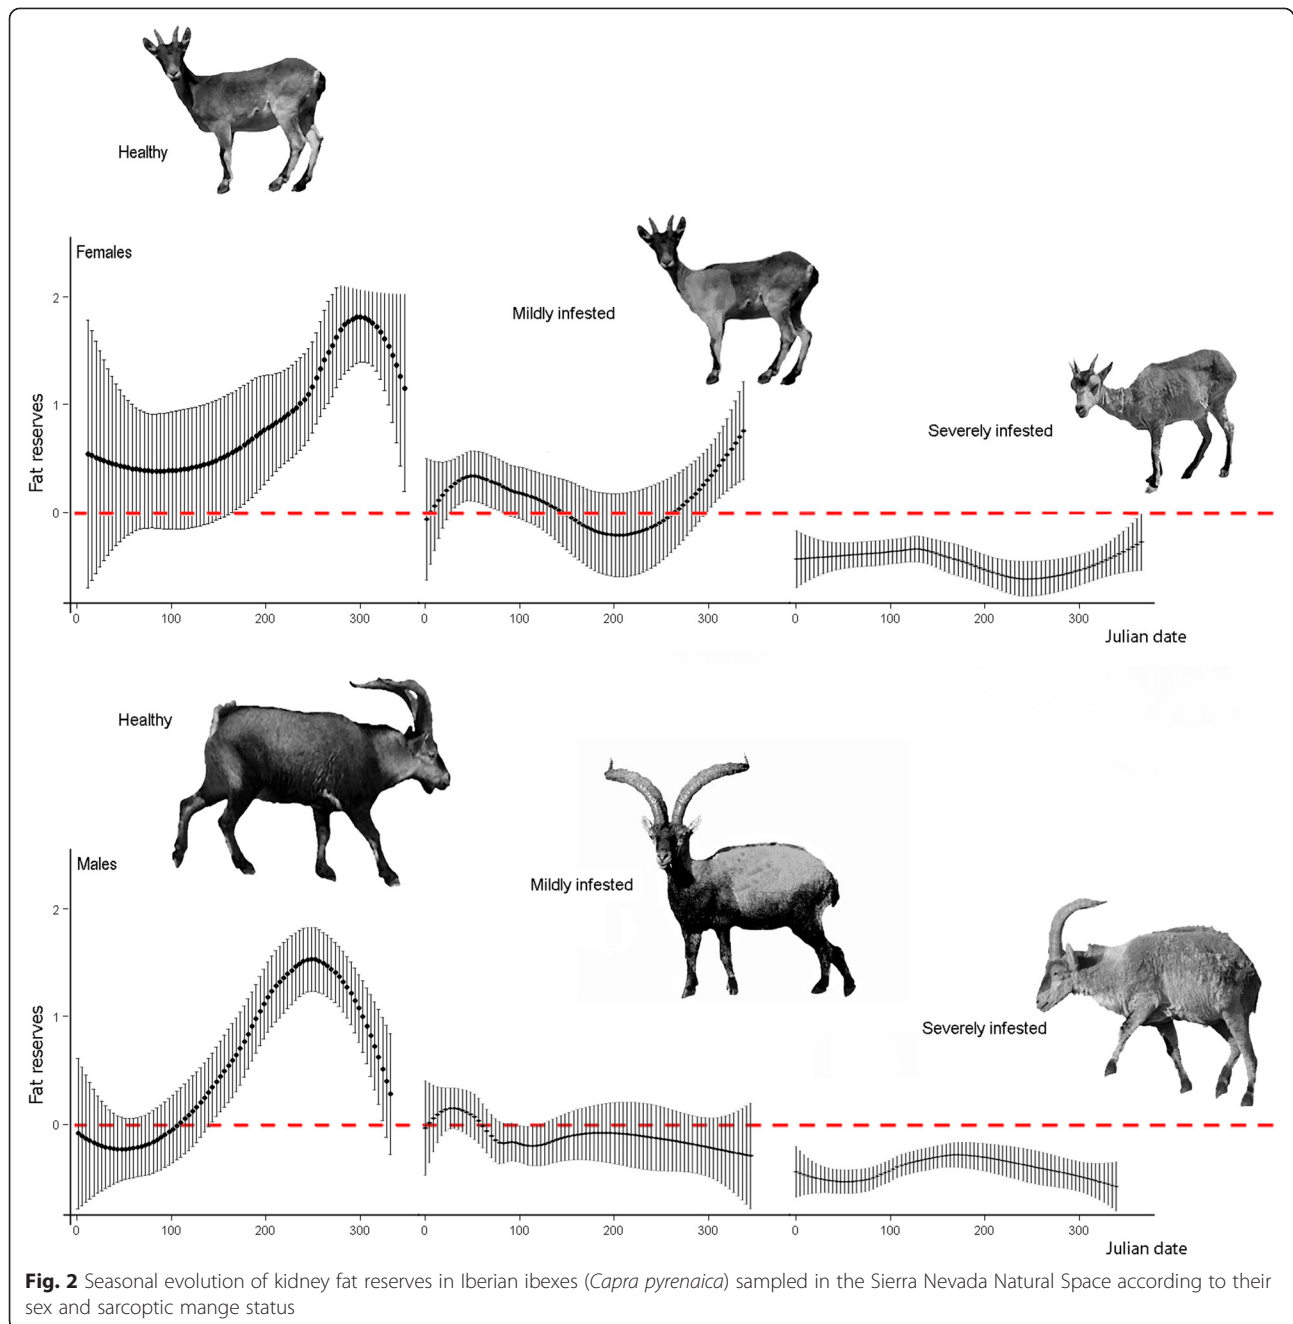 Healthy
Females
Mildly infested
Severely infested
Fat reserves
2
1
0
0 100 200 300 0 100 200 300 0 100 200 300
Julian date
Healthy
Males
Mildly infested
Severely infested
Fat reserves
2
1
0
0 100 200 300 0 100 200 300 0 100 200 300
Julian date
Fig. 2 Seasonal evolution of kidney fat reserves in Iberian ibexes (Capra pyrenaica) sampled in the Sierra Nevada Natural Space according to their
sex and sarcoptic mange status